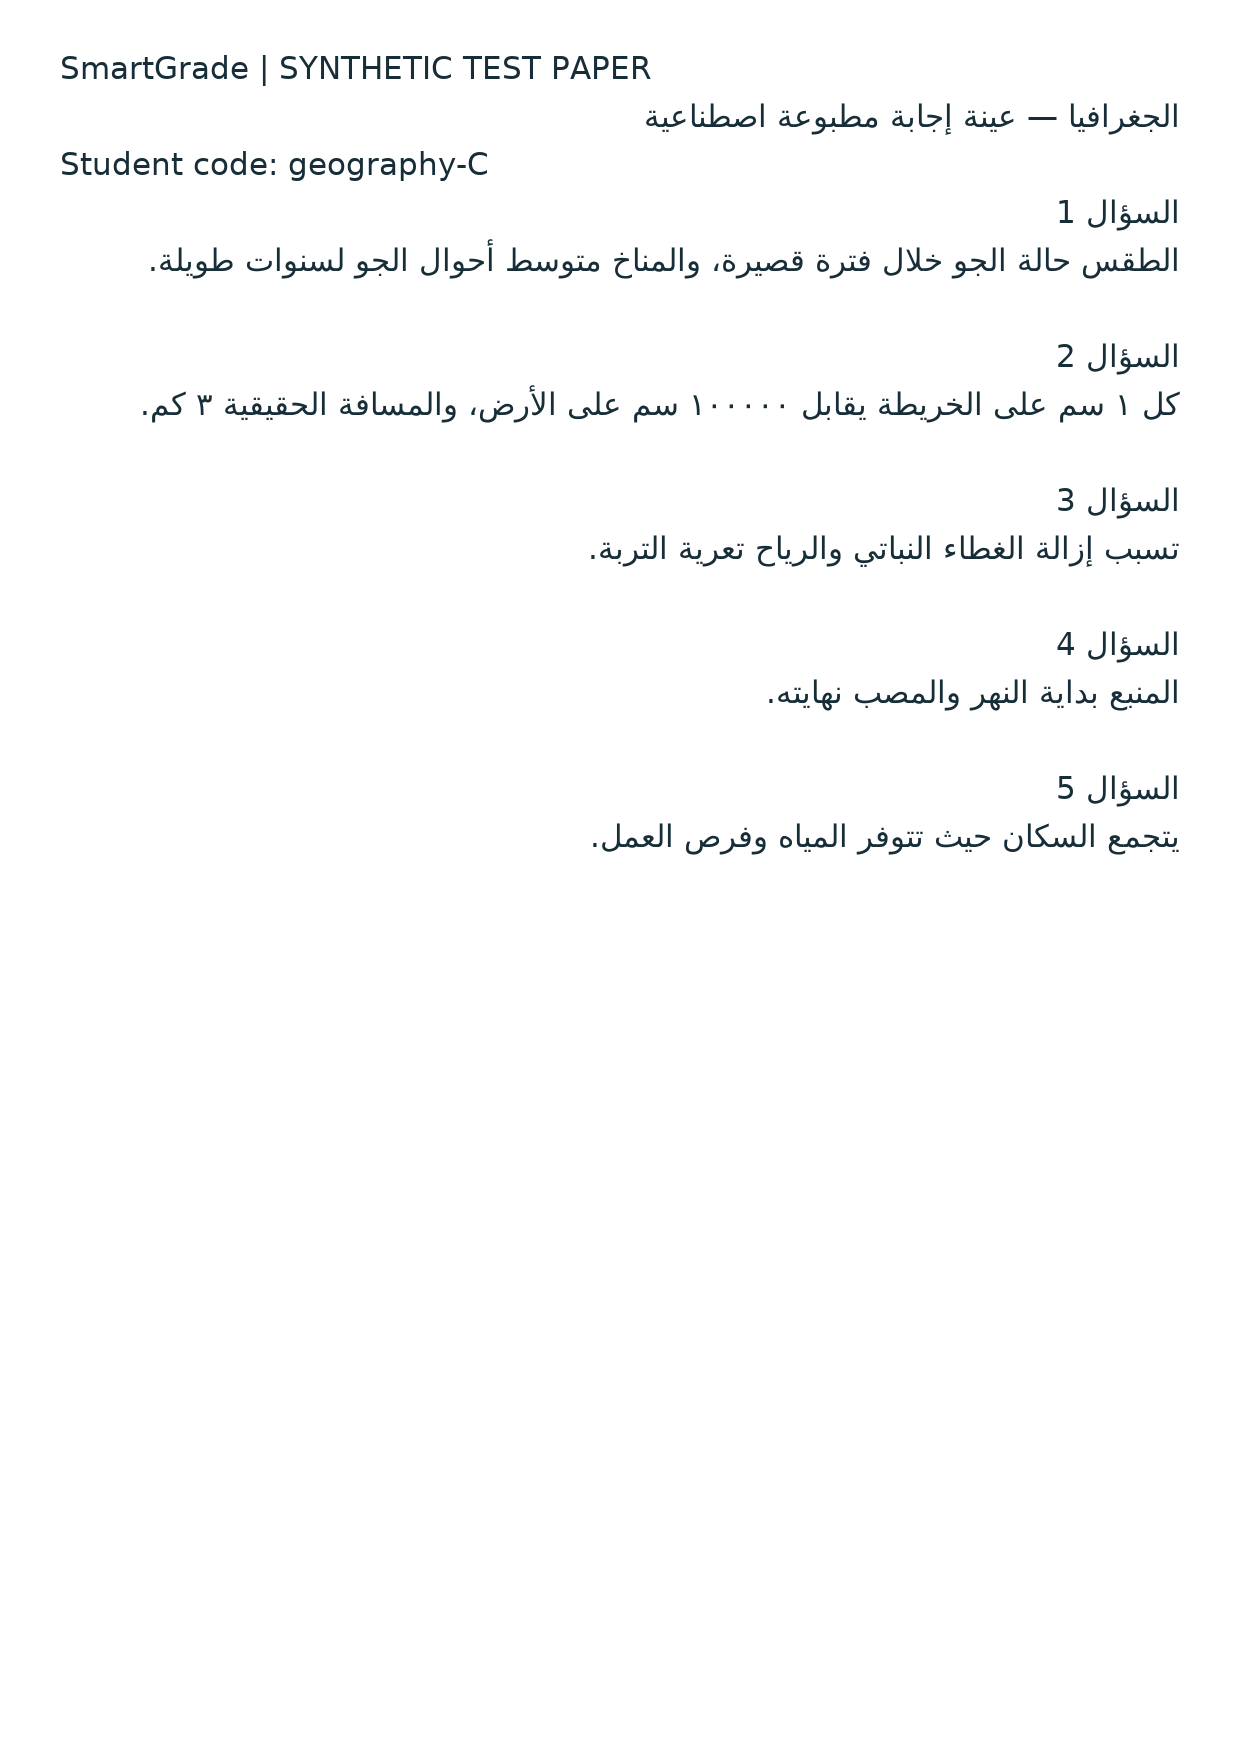 SmartGrade | SYNTHETIC TEST PAPER
الجغرافيا — عينة إجابة مطبوعة اصطناعية
Student code: geography-C
السؤال 1
الطقس حالة الجو خلال فترة قصيرة، والمناخ متوسط أحوال الجو لسنوات طويلة.
السؤال 2
كل ١ سم على الخريطة يقابل ١٠٠٠٠٠ سم على الأرض، والمسافة الحقيقية ٣ كم.
السؤال 3
تسبب إزالة الغطاء النباتي والرياح تعرية التربة.
السؤال 4
المنبع بداية النهر والمصب نهايته.
السؤال 5
يتجمع السكان حيث تتوفر المياه وفرص العمل.